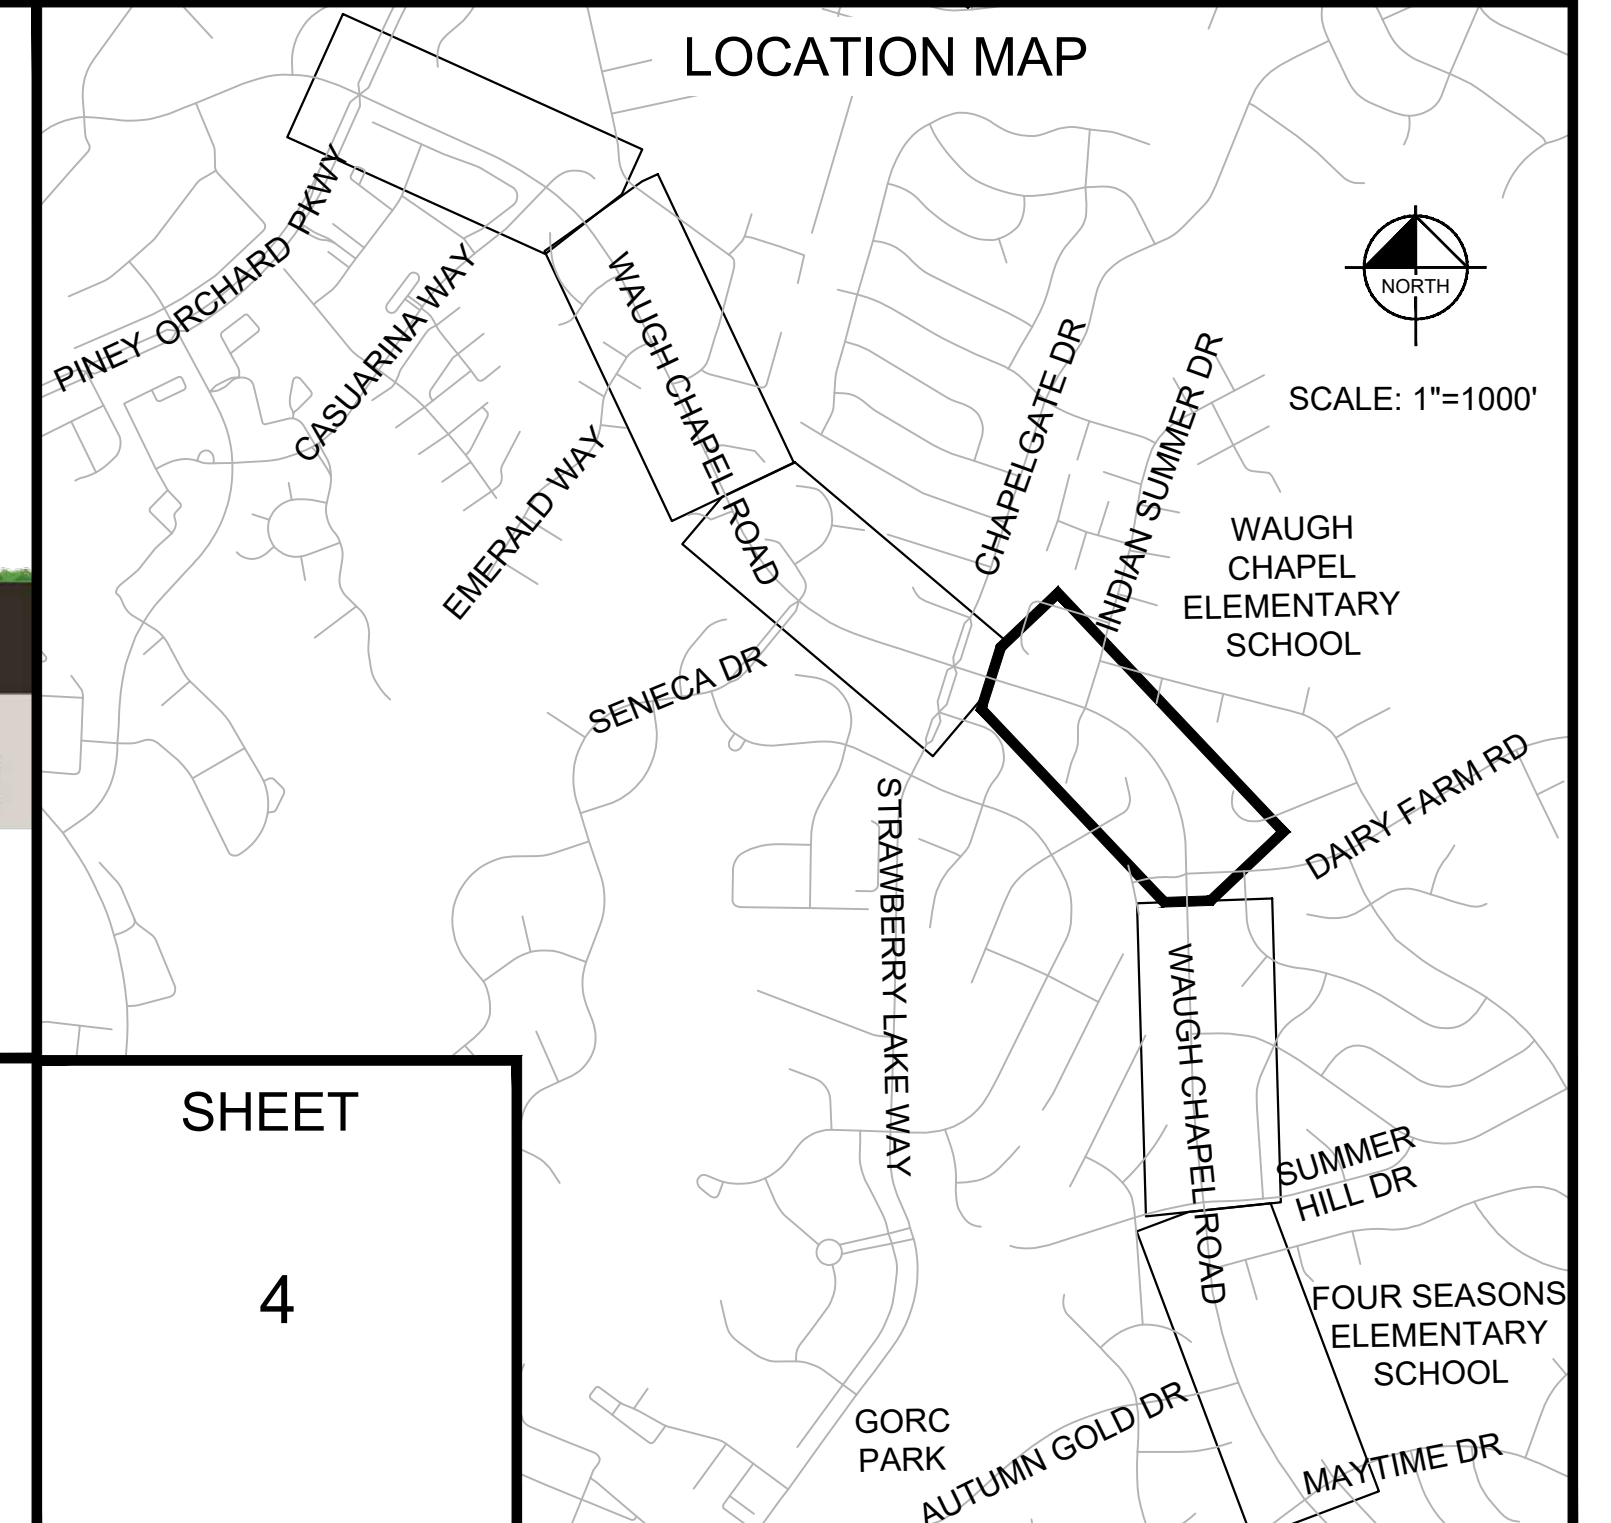 LOCATION MAP
PINEY ORCHARD PKWY
CASUARINA WAY
EMERALD WAY
WAUGH CHAPEL ROAD
SENECA DR
CHAPELGATE DR
INDIAN SUMMER DR
NORTH
SCALE: 1"=1000'
WAUGH
CHAPEL
ELEMENTARY
SCHOOL
DAIRY FARM RD
STRAWBERRY LAKE WAY
WAUGH CHAPEL ROAD
SUMMER
HILL DR
FOUR SEASONS
ELEMENTARY
SCHOOL
GORC
PARK
AUTUMN GOLD DR
MAYTIME DR
SHEET
4